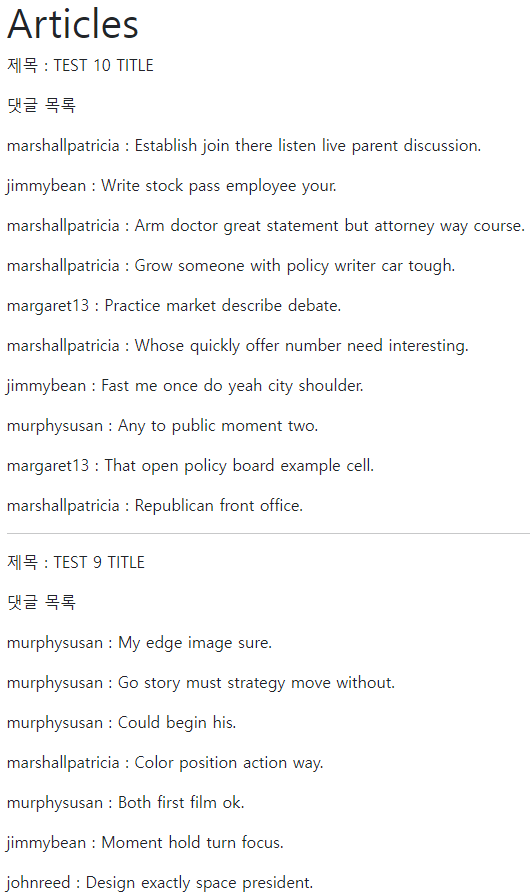 Articles
제목 : TEST 10 TITLE
댓글 목록
marshallpatricia : Establish join there listen live parent discussion.
jimmybean : Write stock pass employee your.
marshallpatricia : Arm doctor great statement but attorney way course.
marshallpatricia : Grow someone with policy writer car tough.
margaret13 : Practice market describe debate.
marshallpatricia : Whose quickly offer number need interesting.
jimmybean : Fast me once do yeah city shoulder.
murphysusan : Any to public moment two.
margaret13 : That open policy board example cell.
marshallpatricia : Republican front office.
제목 : TEST 9 TITLE
댓글 목록
murphysusan : My edge image sure.
murphysusan : Go story must strategy move without.
murphysusan : Could begin his.
marshallpatricia : Color position action way.
murphysusan : Both first film ok.
jimmybean : Moment hold turn focus.
johnreed : Design exactly space president.